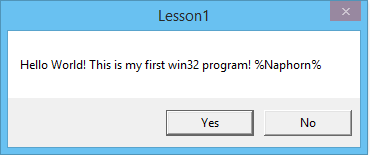 Lesson1
Hello World! This is my first win32 program! %Naphorn%
Yes
No